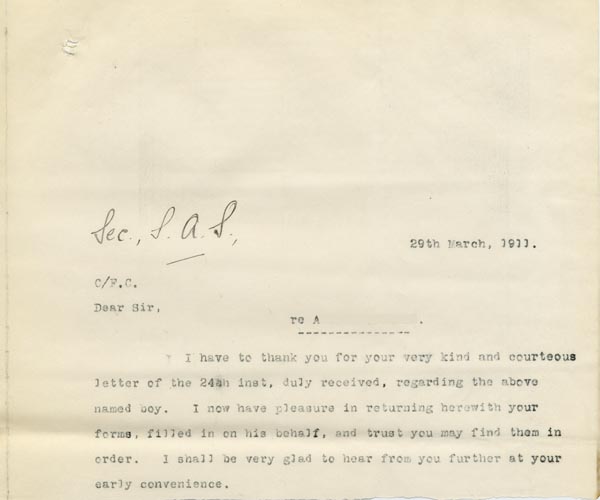 Sec., S. A. S.,
29th March, 1911.
C/F.C.
Dear Sir,
re A .
I have to thank you for your very kind and courteous
letter of the 24th inst, duly received, regarding the above
named boy. I now have pleasure in returning herewith your
forms, filled in on his behalf, and trust you may find them in
order. I shall be very glad to hear from you further at your
early convenience.